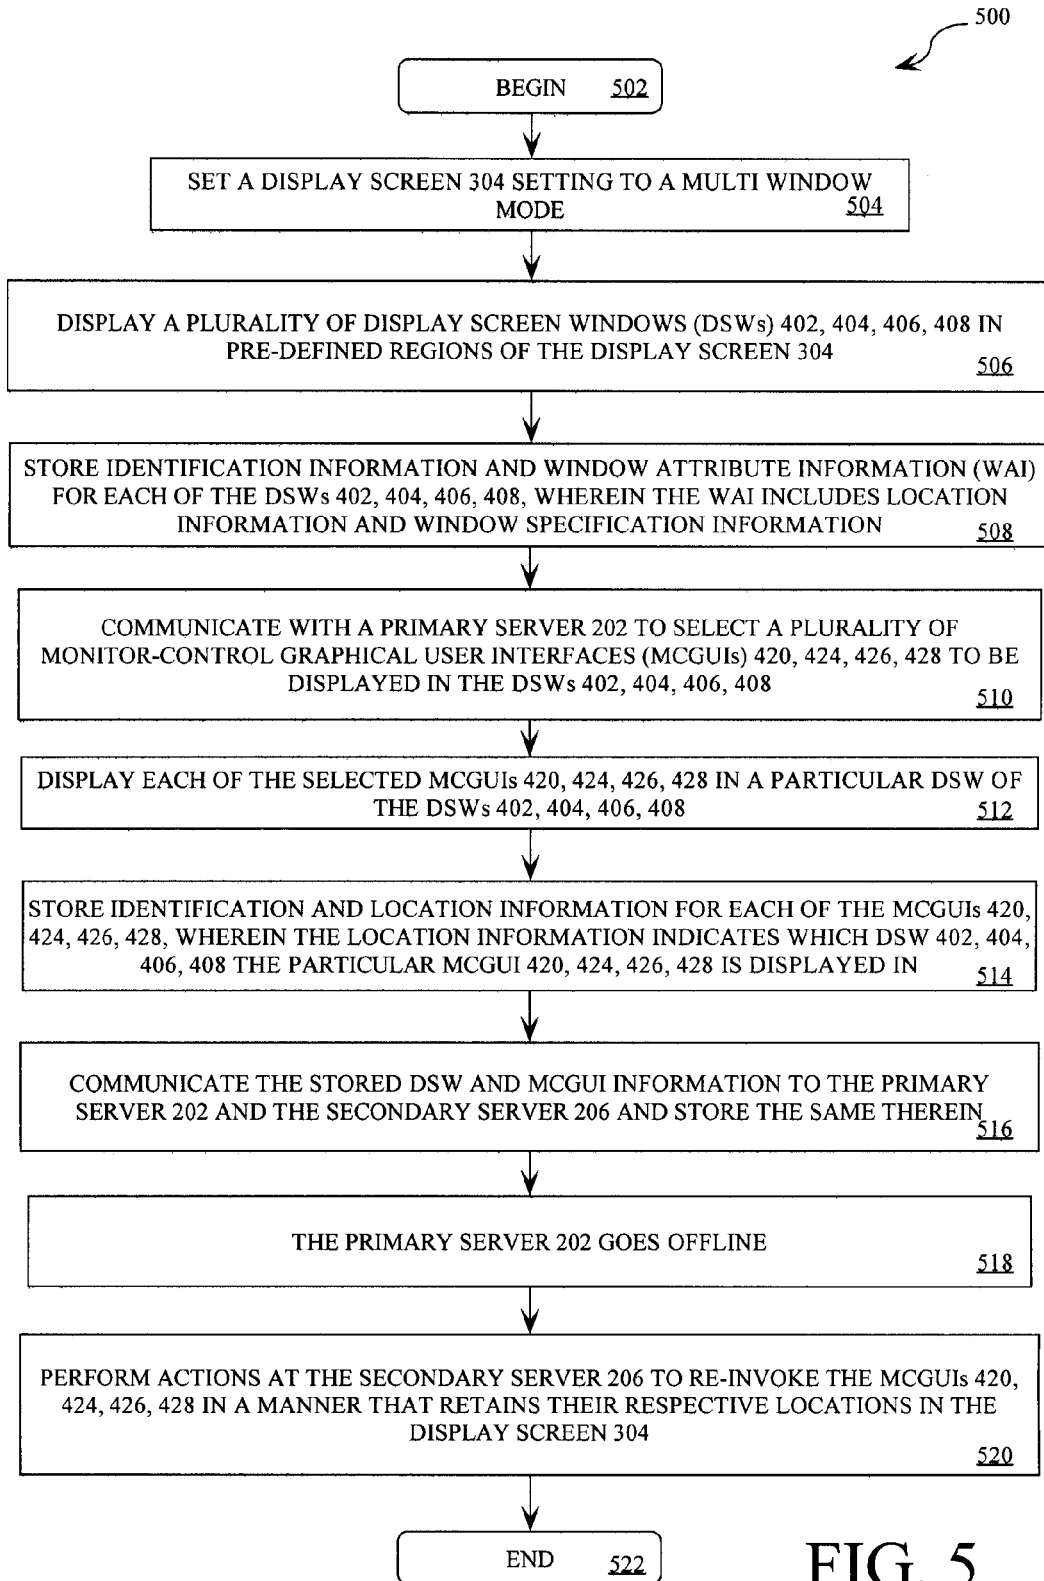 500
BEGIN 502
SET A DISPLAY SCREEN 304 SETTING TO A MULTI WINDOW
MODE 504
DISPLAY A PLURALITY OF DISPLAY SCREEN WINDOWS (DSWs) 402, 404, 406, 408 IN
PRE-DEFINED REGIONS OF THE DISPLAY SCREEN 304
506
STORE IDENTIFICATION INFORMATION AND WINDOW ATTRIBUTE INFORMATION (WAI)
FOR EACH OF THE DSWs 402, 404, 406, 408, WHEREIN THE WAI INCLUDES LOCATION
INFORMATION AND WINDOW SPECIFICATION INFORMATION
508
COMMUNICATE WITH A PRIMARY SERVER 202 TO SELECT A PLURALITY OF
MONITOR-CONTROL GRAPHICAL USER INTERFACES (MCGUIs) 420, 424, 426, 428 TO BE
DISPLAYED IN THE DSWs 402, 404, 406, 408
510
DISPLAY EACH OF THE SELECTED MCGUIs 420, 424, 426, 428 IN A PARTICULAR DSW OF
THE DSWs 402, 404, 406, 408
512
STORE IDENTIFICATION AND LOCATION INFORMATION FOR EACH OF THE MCGUIs 420,
424, 426, 428, WHEREIN THE LOCATION INFORMATION INDICATES WHICH DSW 402, 404,
406, 408 THE PARTICULAR MCGUI 420, 424, 426, 428 IS DISPLAYED IN
514
COMMUNICATE THE STORED DSW AND MCGUI INFORMATION TO THE PRIMARY
SERVER 202 AND THE SECONDARY SERVER 206 AND STORE THE SAME THEREIN
516
THE PRIMARY SERVER 202 GOES OFFLINE
518
PERFORM ACTIONS AT THE SECONDARY SERVER 206 TO RE-INVOKE THE MCGUIs 420,
424, 426, 428 IN A MANNER THAT RETAINS THEIR RESPECTIVE LOCATIONS IN THE
DISPLAY SCREEN 304
520
END 522
FIG. 5